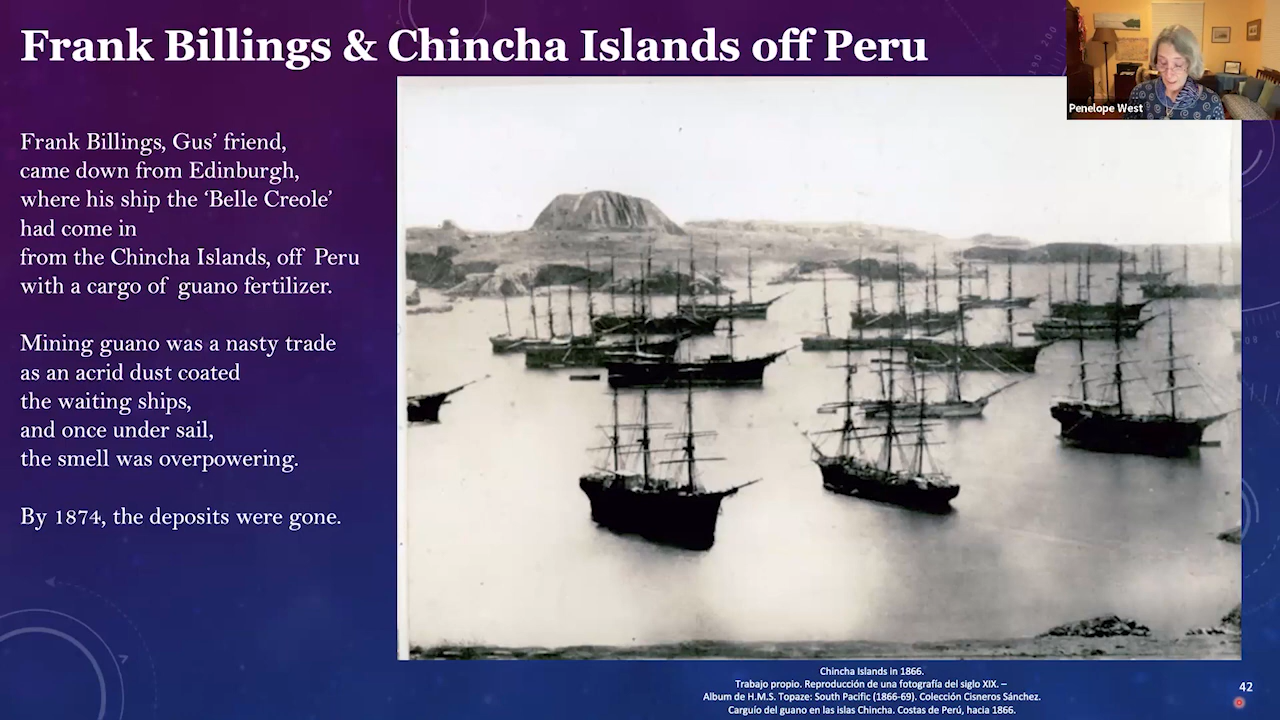 Frank Billings & Chincha Islands off Peru
Penelope West
Frank Billings, Gus’ friend,
came down from Edinburgh,
where his ship the ‘Belle Creole’
had come in
from the Chincha Islands, off Peru
with a cargo of guano fertilizer.
Mining guano was a nasty trade
as an acrid dust coated
the waiting ships,
and once under sail,
the smell was overpowering.
By 1874, the deposits were gone.
Chincha Islands in 1866.
Trabajo propio. Reproducción de una fotografía del siglo XIX. –
Album de H.M.S. Topaze: South Pacific (1866-69). Colección Cisneros Sánchez.
Carguío del guano en las islas Chincha. Costas de Perú, hacia 1866.
42